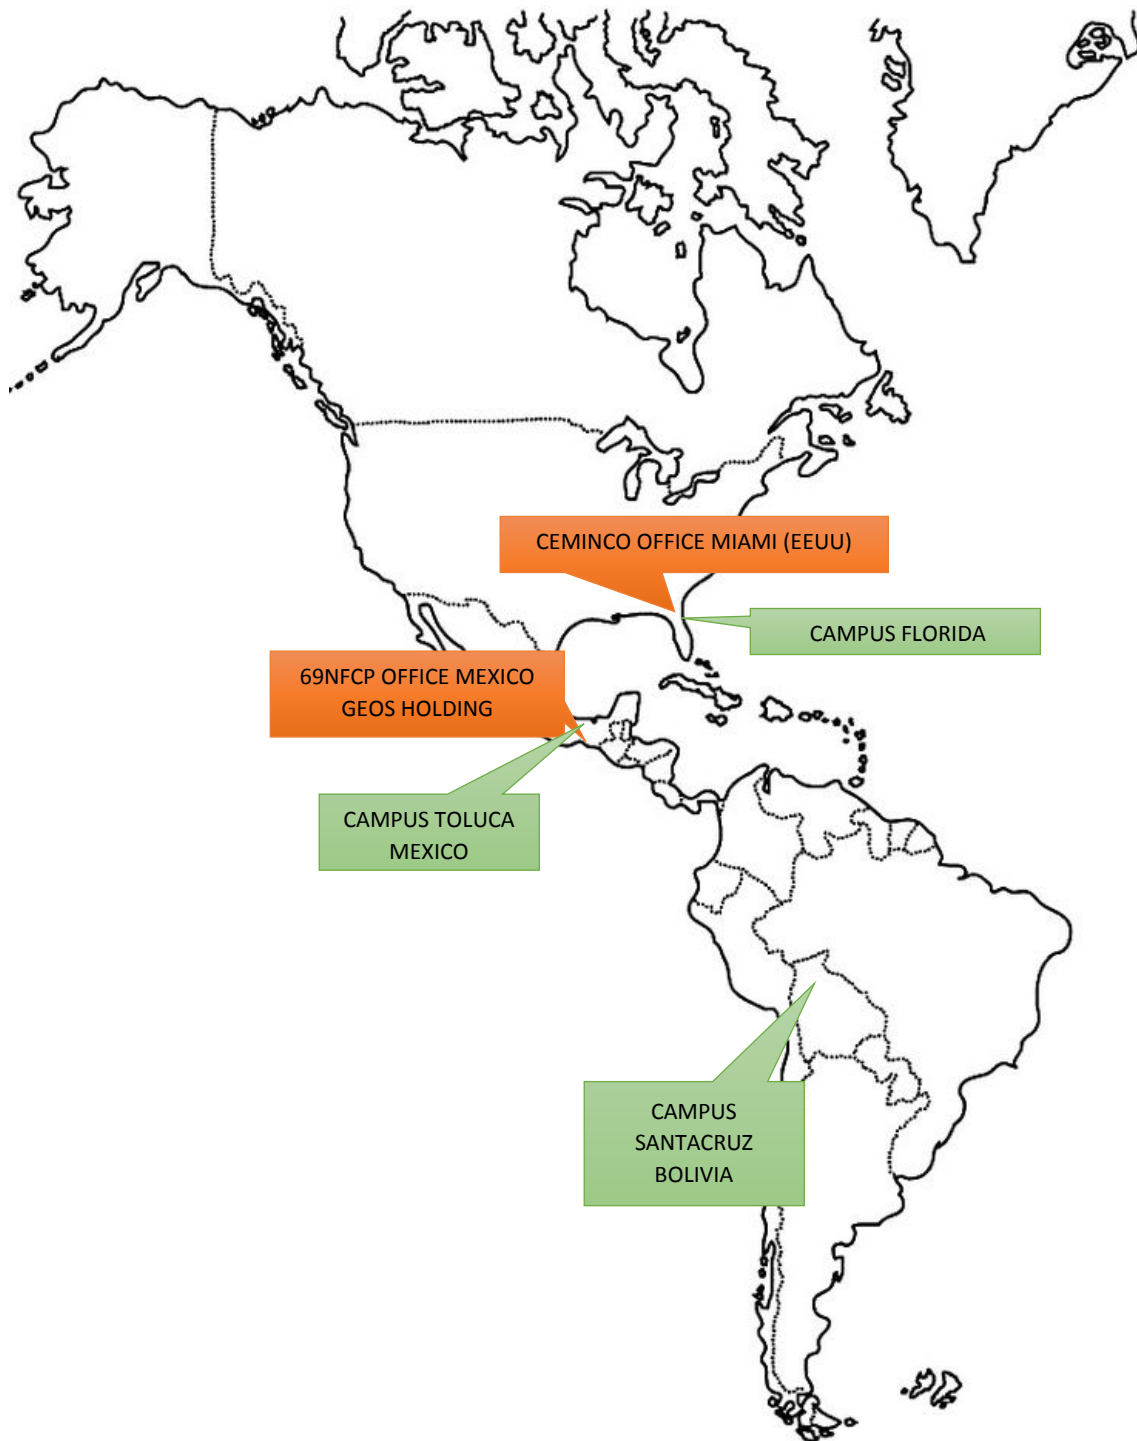 CEMINCO OFFICE MIAMI (EEUU)
CAMPUS FLORIDA
69NFCP OFFICE MEXICO
GEOS HOLDING
CAMPUS TOLUCA
MEXICO
CAMPUS
SANTACRUZ
BOLIVIA